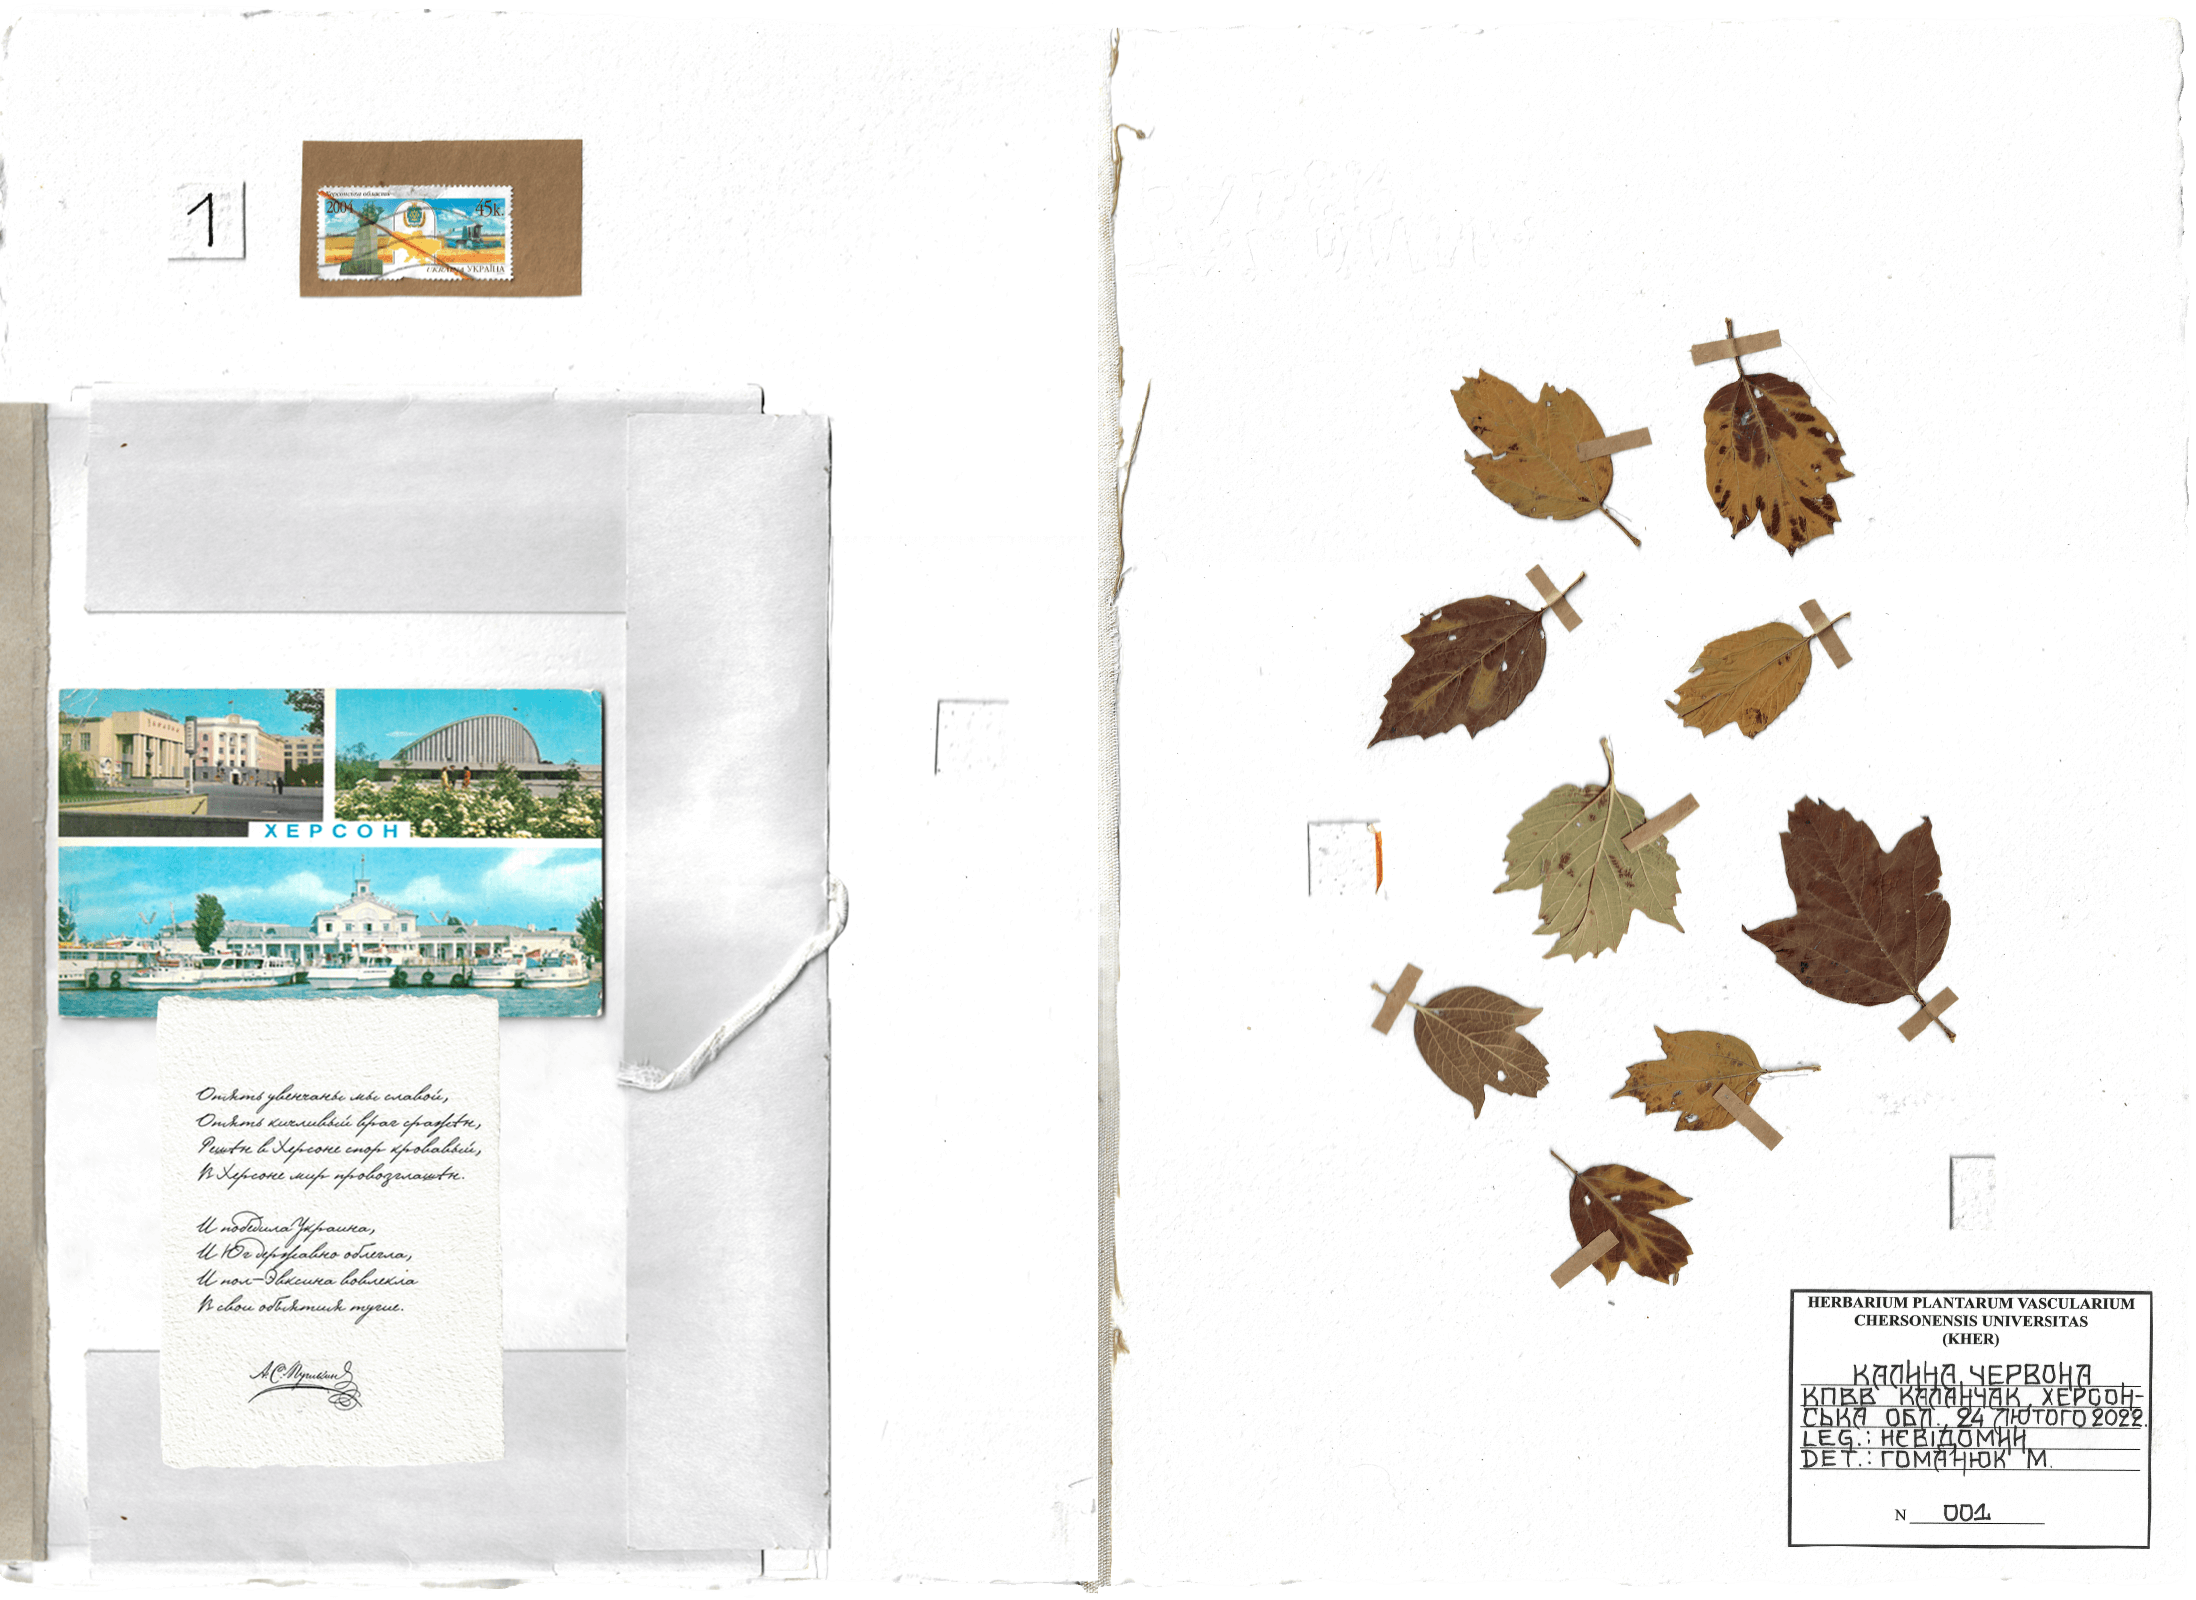 1
Херсонська область
2004
45к.
UKRAINA УКРАЇНА
ХЕРСОН
Опять увенчаны мы славой,
Опять кичливый враг сражён,
Решён в Херсоне спор кровавый,
В Херсоне мир провозглашён.
И победила Украина,
И Юг державно облегла,
И пол-Эвксина вовлекла
В свои объятия тугие.
А.С. Пушкин
HERBARIUM PLANTARUM VASCULARIUM
CHERSONENSIS UNIVERSITAS
(KHER)
КАЛИНА ЧЕРВОНА
КПВВ КАЛАНЧАК, ХЕРСОН-
СЬКА ОБЛ., 24 ЛЮТОГО 2022.
LEG.: НЕВІДОМИЙ
DET.: ГОМАНЮК М.
N 001